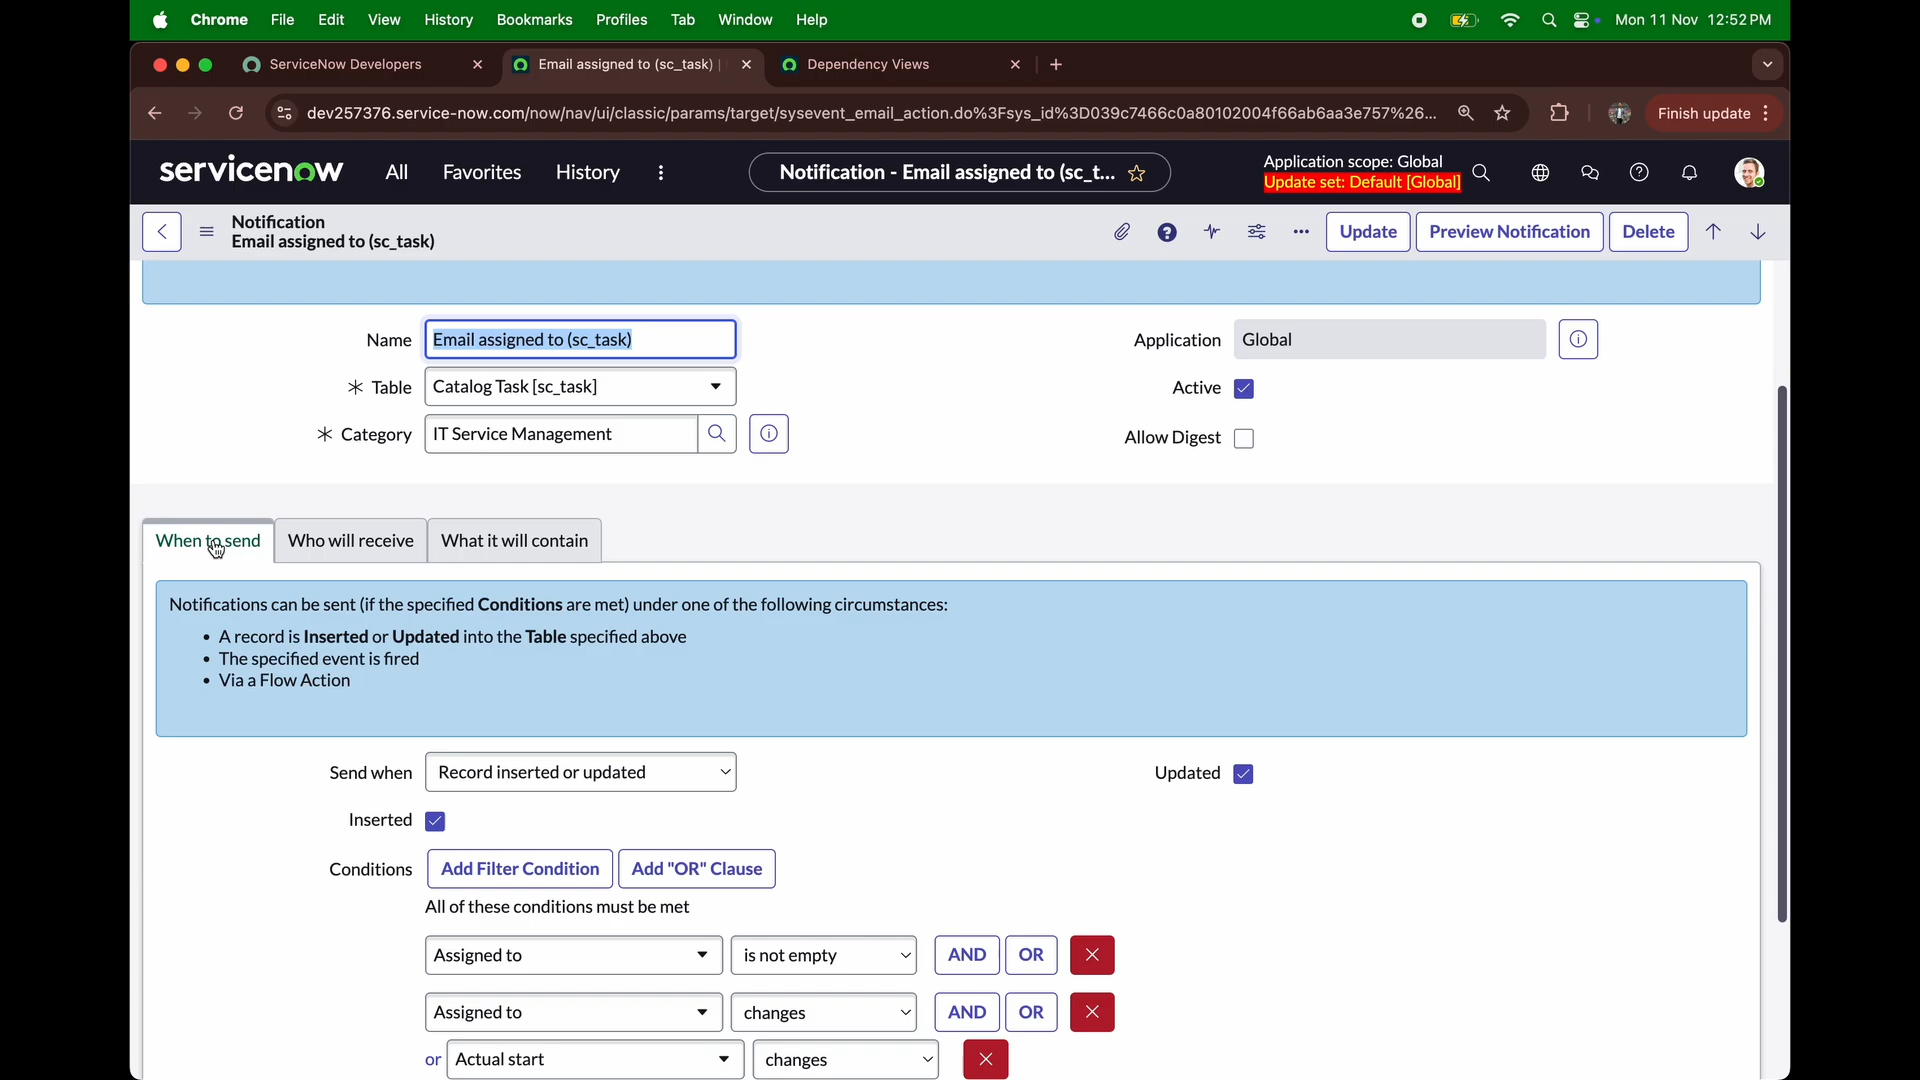 Chrome File Edit View History Bookmarks Profiles Tab Window Help Mon 11 Nov 12:52 PM
ServiceNow Developers Email assigned to (sc_task) | Dependency Views
dev257376.service-now.com/now/nav/ui/classic/params/target/sysevent_email_action.do%3Fsys_id%3D039c7466c0a80102004f66ab6aa3e757%26... Finish update
servicenow All Favorites History Notification - Email assigned to (sc_t... Application scope: Global
Update set: Default [Global]
Notification
Email assigned to (sc_task)
Update Preview Notification Delete
Name Email assigned to (sc_task) Application Global
Table Catalog Task [sc_task] Active
Category IT Service Management Allow Digest
When to send Who will receive What it will contain
Notifications can be sent (if the specified Conditions are met) under one of the following circumstances:
• A record is Inserted or Updated into the Table specified above
• The specified event is fired
• Via a Flow Action
Send when Record inserted or updated Updated
Inserted
Conditions Add Filter Condition Add "OR" Clause
All of these conditions must be met
Assigned to is not empty AND OR
Assigned to changes AND OR
or Actual start changes